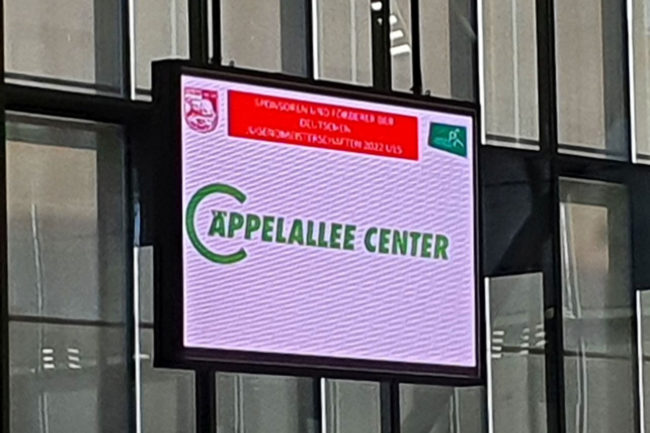 SPONSOREN UND FÖRDERER DER
DEUTSCHEN
JUGENDMEISTERSCHAFTEN 2022 U15
ÄPPELALLEE CENTER